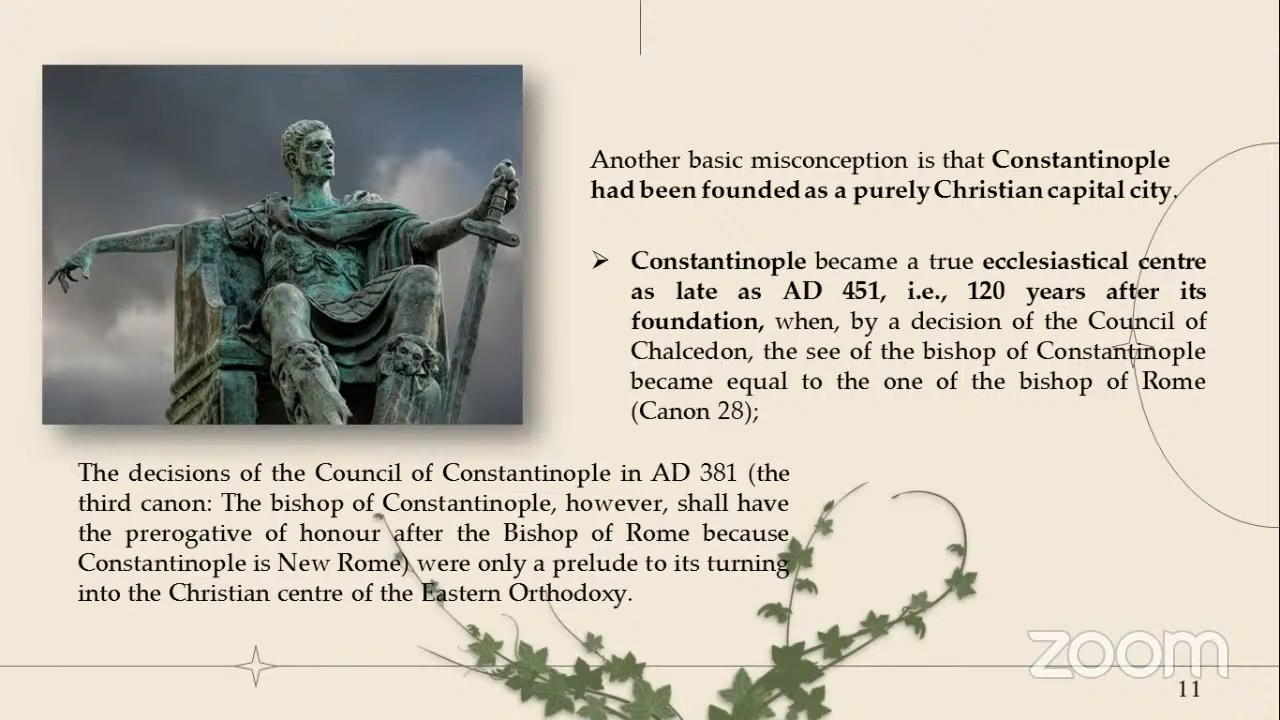 Another basic misconception is that Constantinople
had been founded as a purely Christian capital city.
➢ Constantinople became a true ecclesiastical centre
as late as AD 451, i.e., 120 years after its
foundation, when, by a decision of the Council of
Chalcedon, the see of the bishop of Constantinople
became equal to the one of the bishop of Rome
(Canon 28);
The decisions of the Council of Constantinople in AD 381 (the
third canon: The bishop of Constantinople, however, shall have
the prerogative of honour after the Bishop of Rome because
Constantinople is New Rome) were only a prelude to its turning
into the Christian centre of the Eastern Orthodoxy.
zoom
11